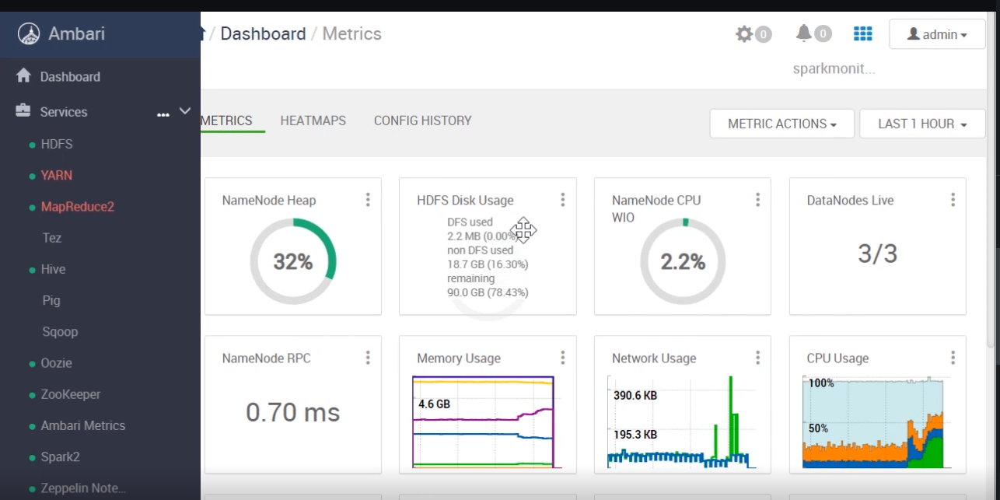 Ambari
/ Dashboard / Metrics
0
0
admin
sparkmonit...
Dashboard
Services
...
HDFS
YARN
MapReduce2
Tez
Hive
Pig
Sqoop
Oozie
ZooKeeper
Ambari Metrics
Spark2
Zeppelin Note...
METRICS
HEATMAPS
CONFIG HISTORY
METRIC ACTIONS
LAST 1 HOUR
NameNode Heap
32%
HDFS Disk Usage
DFS used
2.2 MB (0.00%)
non DFS used
18.7 GB (16.30%)
remaining
90.0 GB (78.43%)
NameNode CPU
WIO
2.2%
DataNodes Live
3/3
NameNode RPC
0.70 ms
Memory Usage
4.6 GB
Network Usage
390.6 KB
195.3 KB
CPU Usage
100%
50%